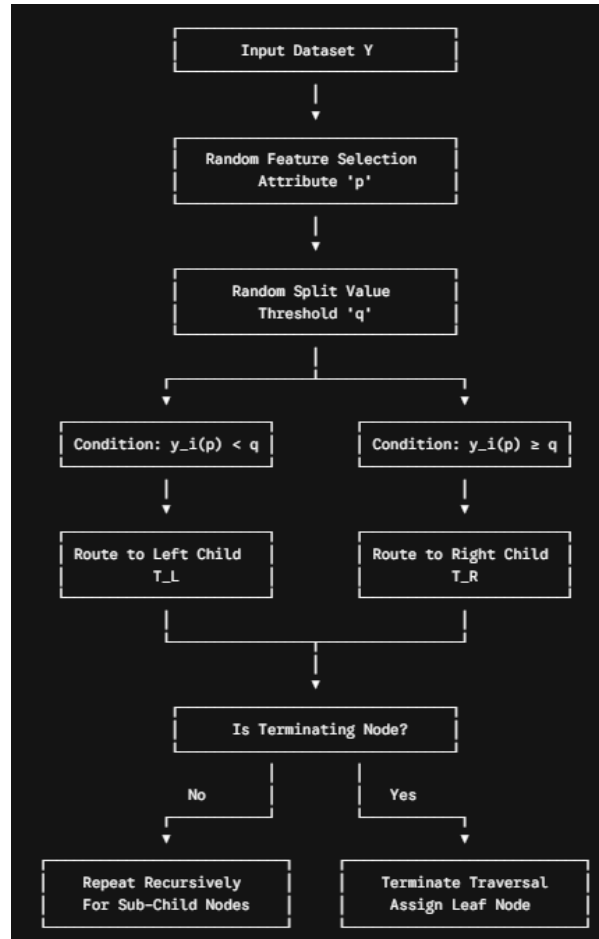 Input Dataset Y
Random Feature Selection
Attribute 'p'
Random Split Value
Threshold 'q'
Condition: y_i(p) < q
Condition: y_i(p) ≥ q
Route to Left Child
T_L
Route to Right Child
T_R
Is Terminating Node?
No
Yes
Repeat Recursively
For Sub-Child Nodes
Terminate Traversal
Assign Leaf Node